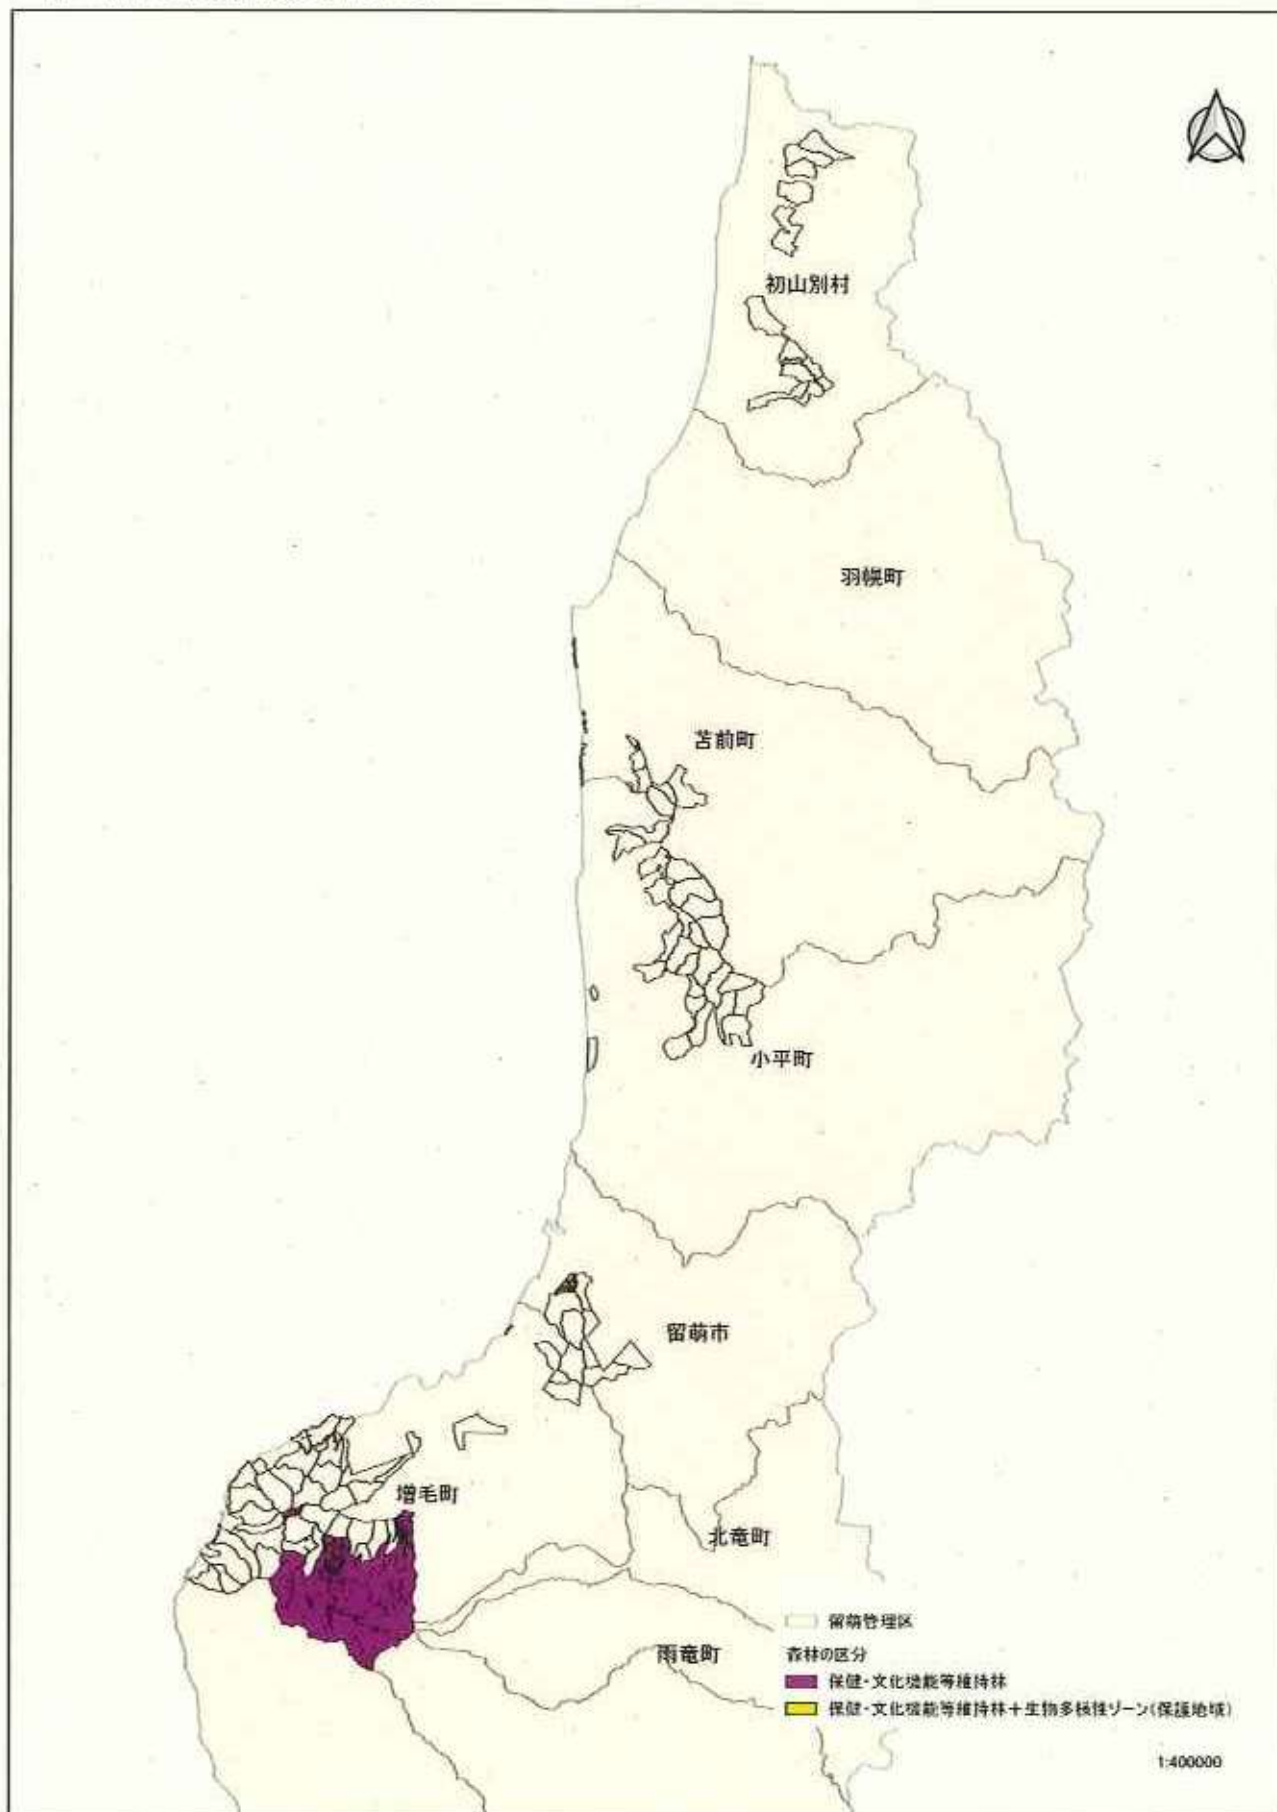 初山別村
羽幌町
苫前町
小平町
留萌市
増毛町
北竜町
雨竜町
留萌管理区
森林の区分
保健・文化機能等維持林
保健・文化機能等維持林+生物多様性ゾーン(保護地域)
1:400000